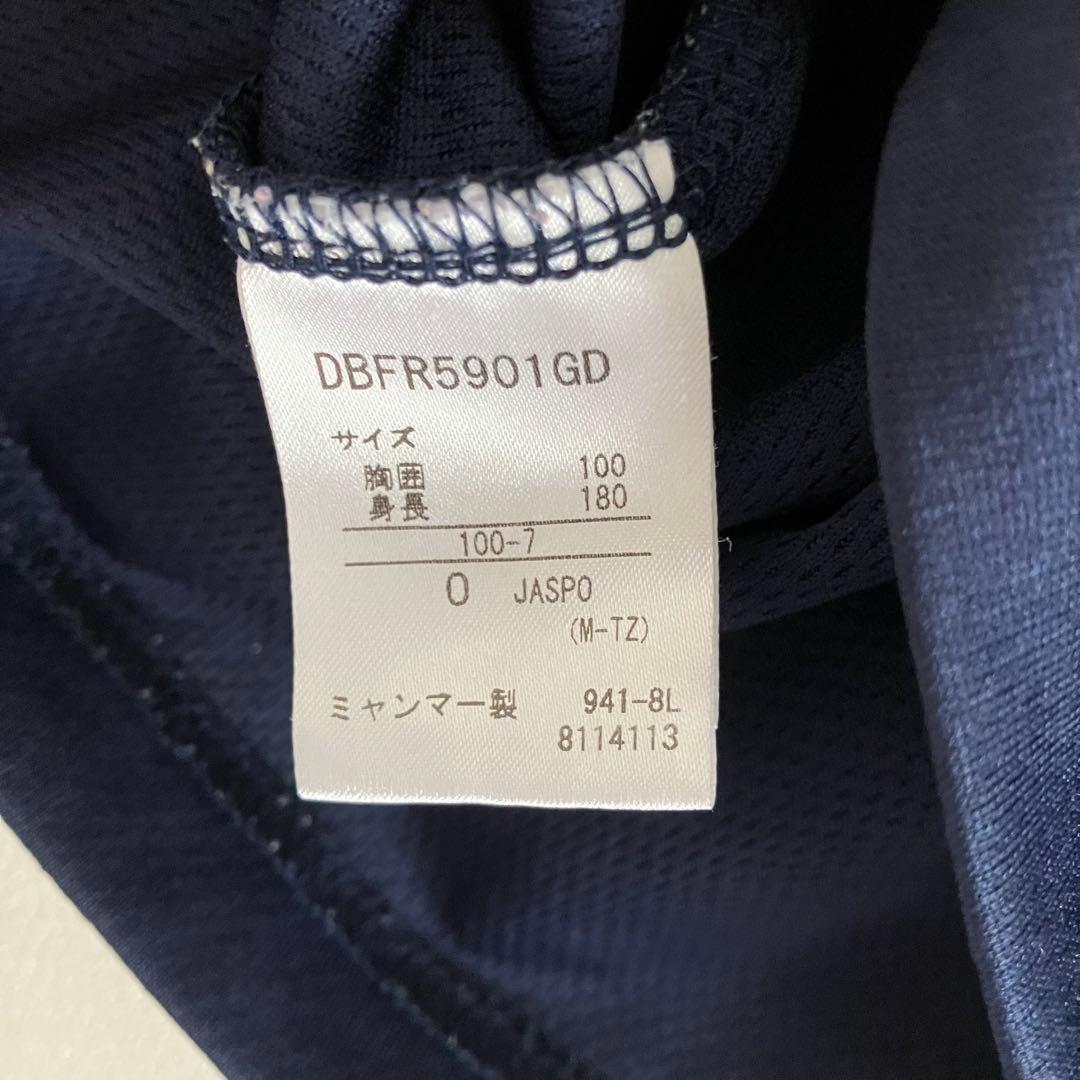 DBFR5901GD
サイズ
胸囲 100
身長 180
100-7
O JASPO
(M-TZ)
ミャンマー製 941-8L
8114113